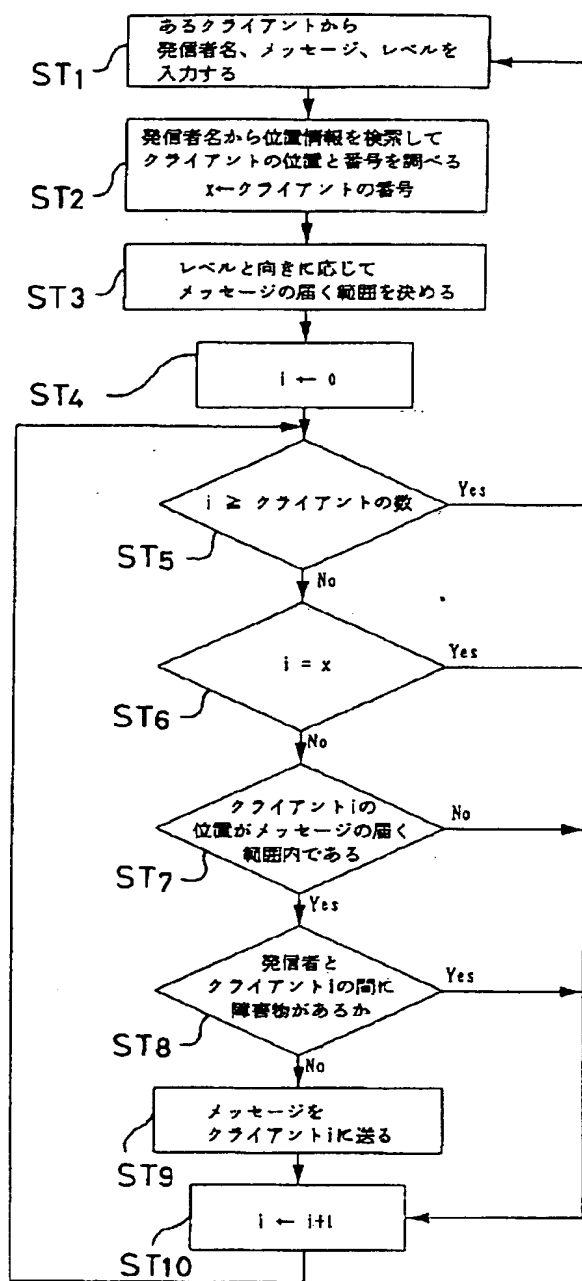 あるクライアントから
発信者名、メッセージ、レベルを
入力する
ST1
発信者名から位置情報を検索して
クライアントの位置と番号を調べる
x←クライアントの番号
ST2
レベルと向きに応じて
メッセージの届く範囲を決める
ST3
i ← 0
ST4
i ≧ クライアントの数
Yes
ST5
No
i = x
Yes
ST6
No
クライアントiの
位置がメッセージの届く
範囲内である
No
ST7
Yes
発信者と
クライアントiの間に
障害物があるか
Yes
ST8
No
メッセージを
クライアントiに送る
ST9
i ← i+1
ST10